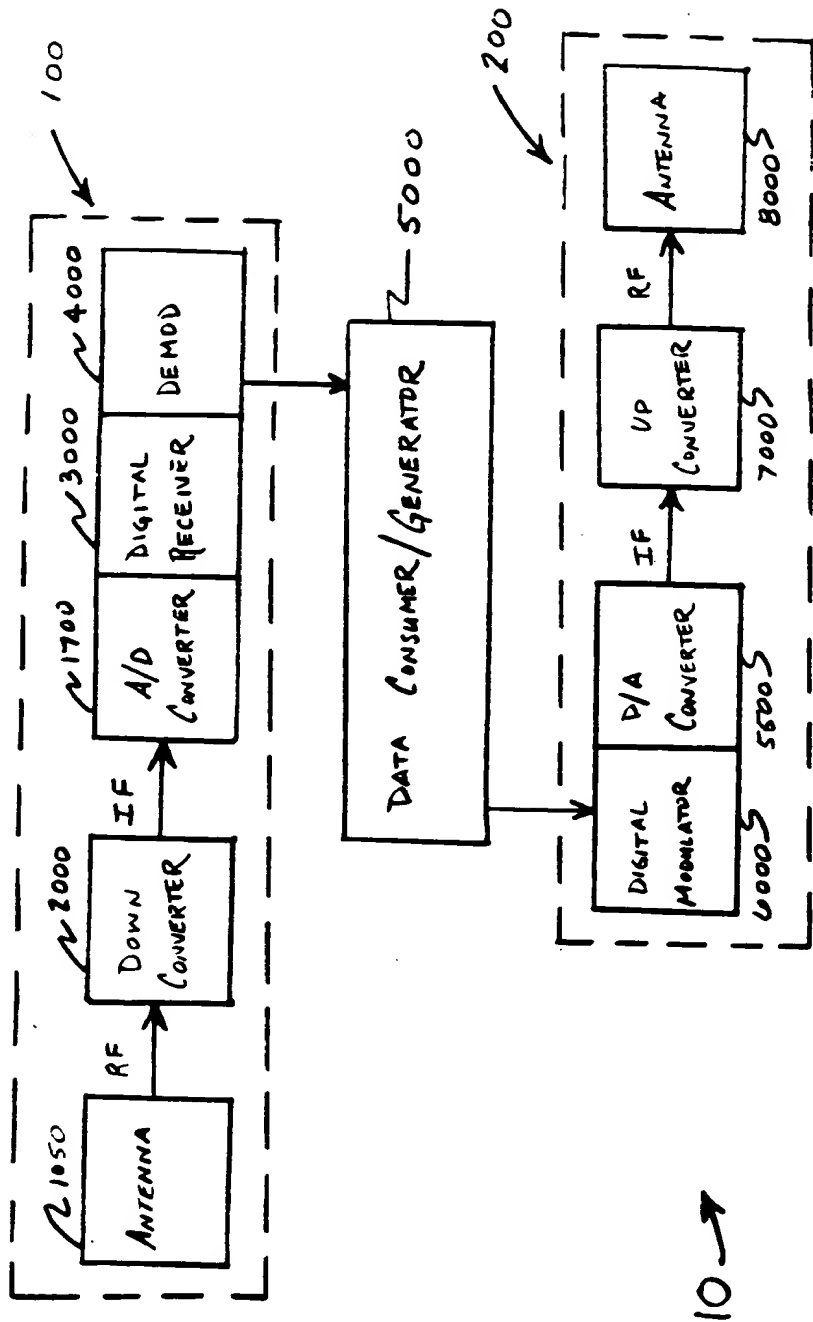 100
1050
2000
1700
3000
4000
ANTENNA
RF
DOWN
CONVERTER
IF
A/D
CONVERTER
DIGITAL
RECEIVER
DEMOD
5000
DATA CONSUMER/GENERATOR
200
DIGITAL
MODULATOR
D/A
CONVERTER
IF
UP
CONVERTER
RF
ANTENNA
6000
5500
7000
8000
10